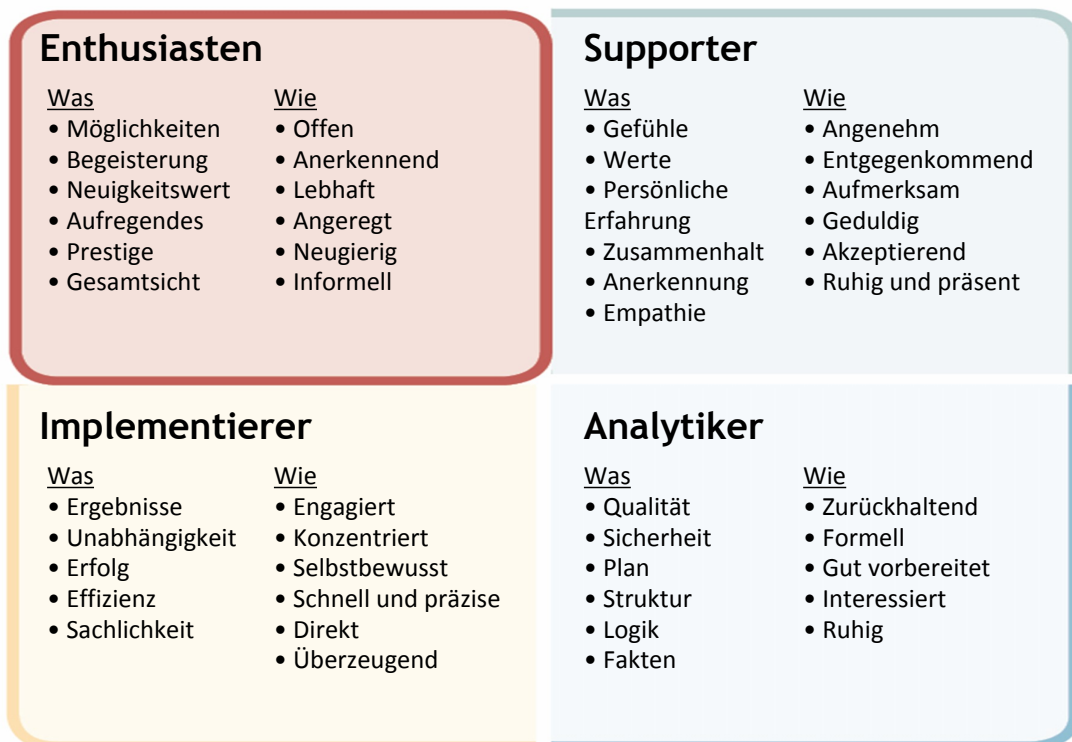 Enthusiasten
Was
• Möglichkeiten
• Begeisterung
• Neuigkeitswert
• Aufregendes
• Prestige
• Gesamtsicht
Wie
• Offen
• Anerkennend
• Lebhaft
• Angeregt
• Neugierig
• Informell
Supporter
Was
• Gefühle
• Werte
• Persönliche
Erfahrung
• Zusammenhalt
• Anerkennung
• Empathie
Wie
• Angenehm
• Entgegenkommend
• Aufmerksam
• Geduldig
• Akzeptierend
• Ruhig und präsent
Implementierer
Was
• Ergebnisse
• Unabhängigkeit
• Erfolg
• Effizienz
• Sachlichkeit
Wie
• Engagiert
• Konzentriert
• Selbstbewusst
• Schnell und präzise
• Direkt
• Überzeugend
Analytiker
Was
• Qualität
• Sicherheit
• Plan
• Struktur
• Logik
• Fakten
Wie
• Zurückhaltend
• Formell
• Gut vorbereitet
• Interessiert
• Ruhig